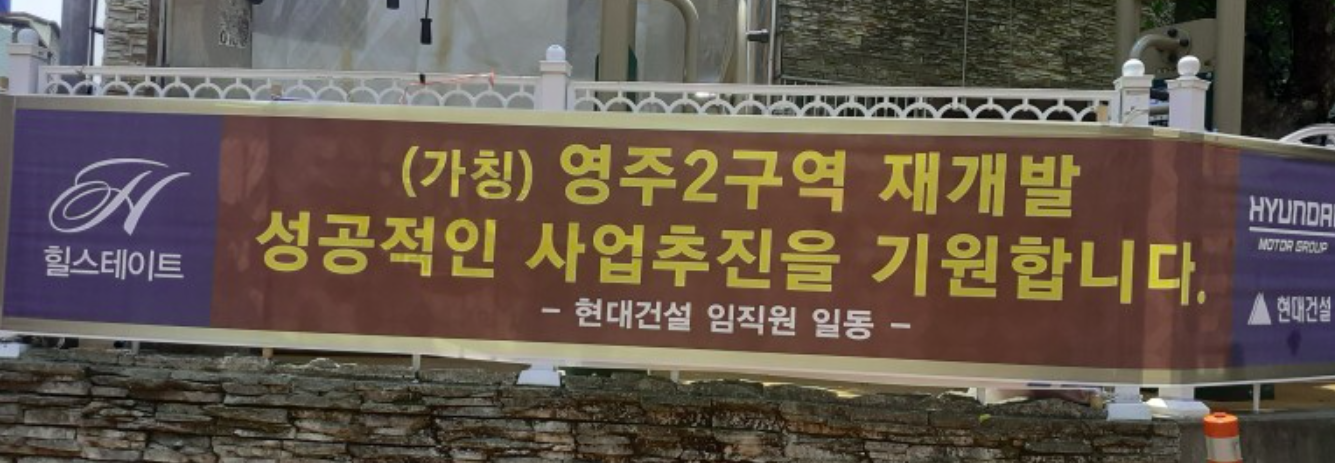 힐스테이트
(가칭) 영주2구역 재개발
성공적인 사업추진을 기원합니다.
- 현대건설 임직원 일동 -
HYUNDAI
MOTOR GROUP
현대건설